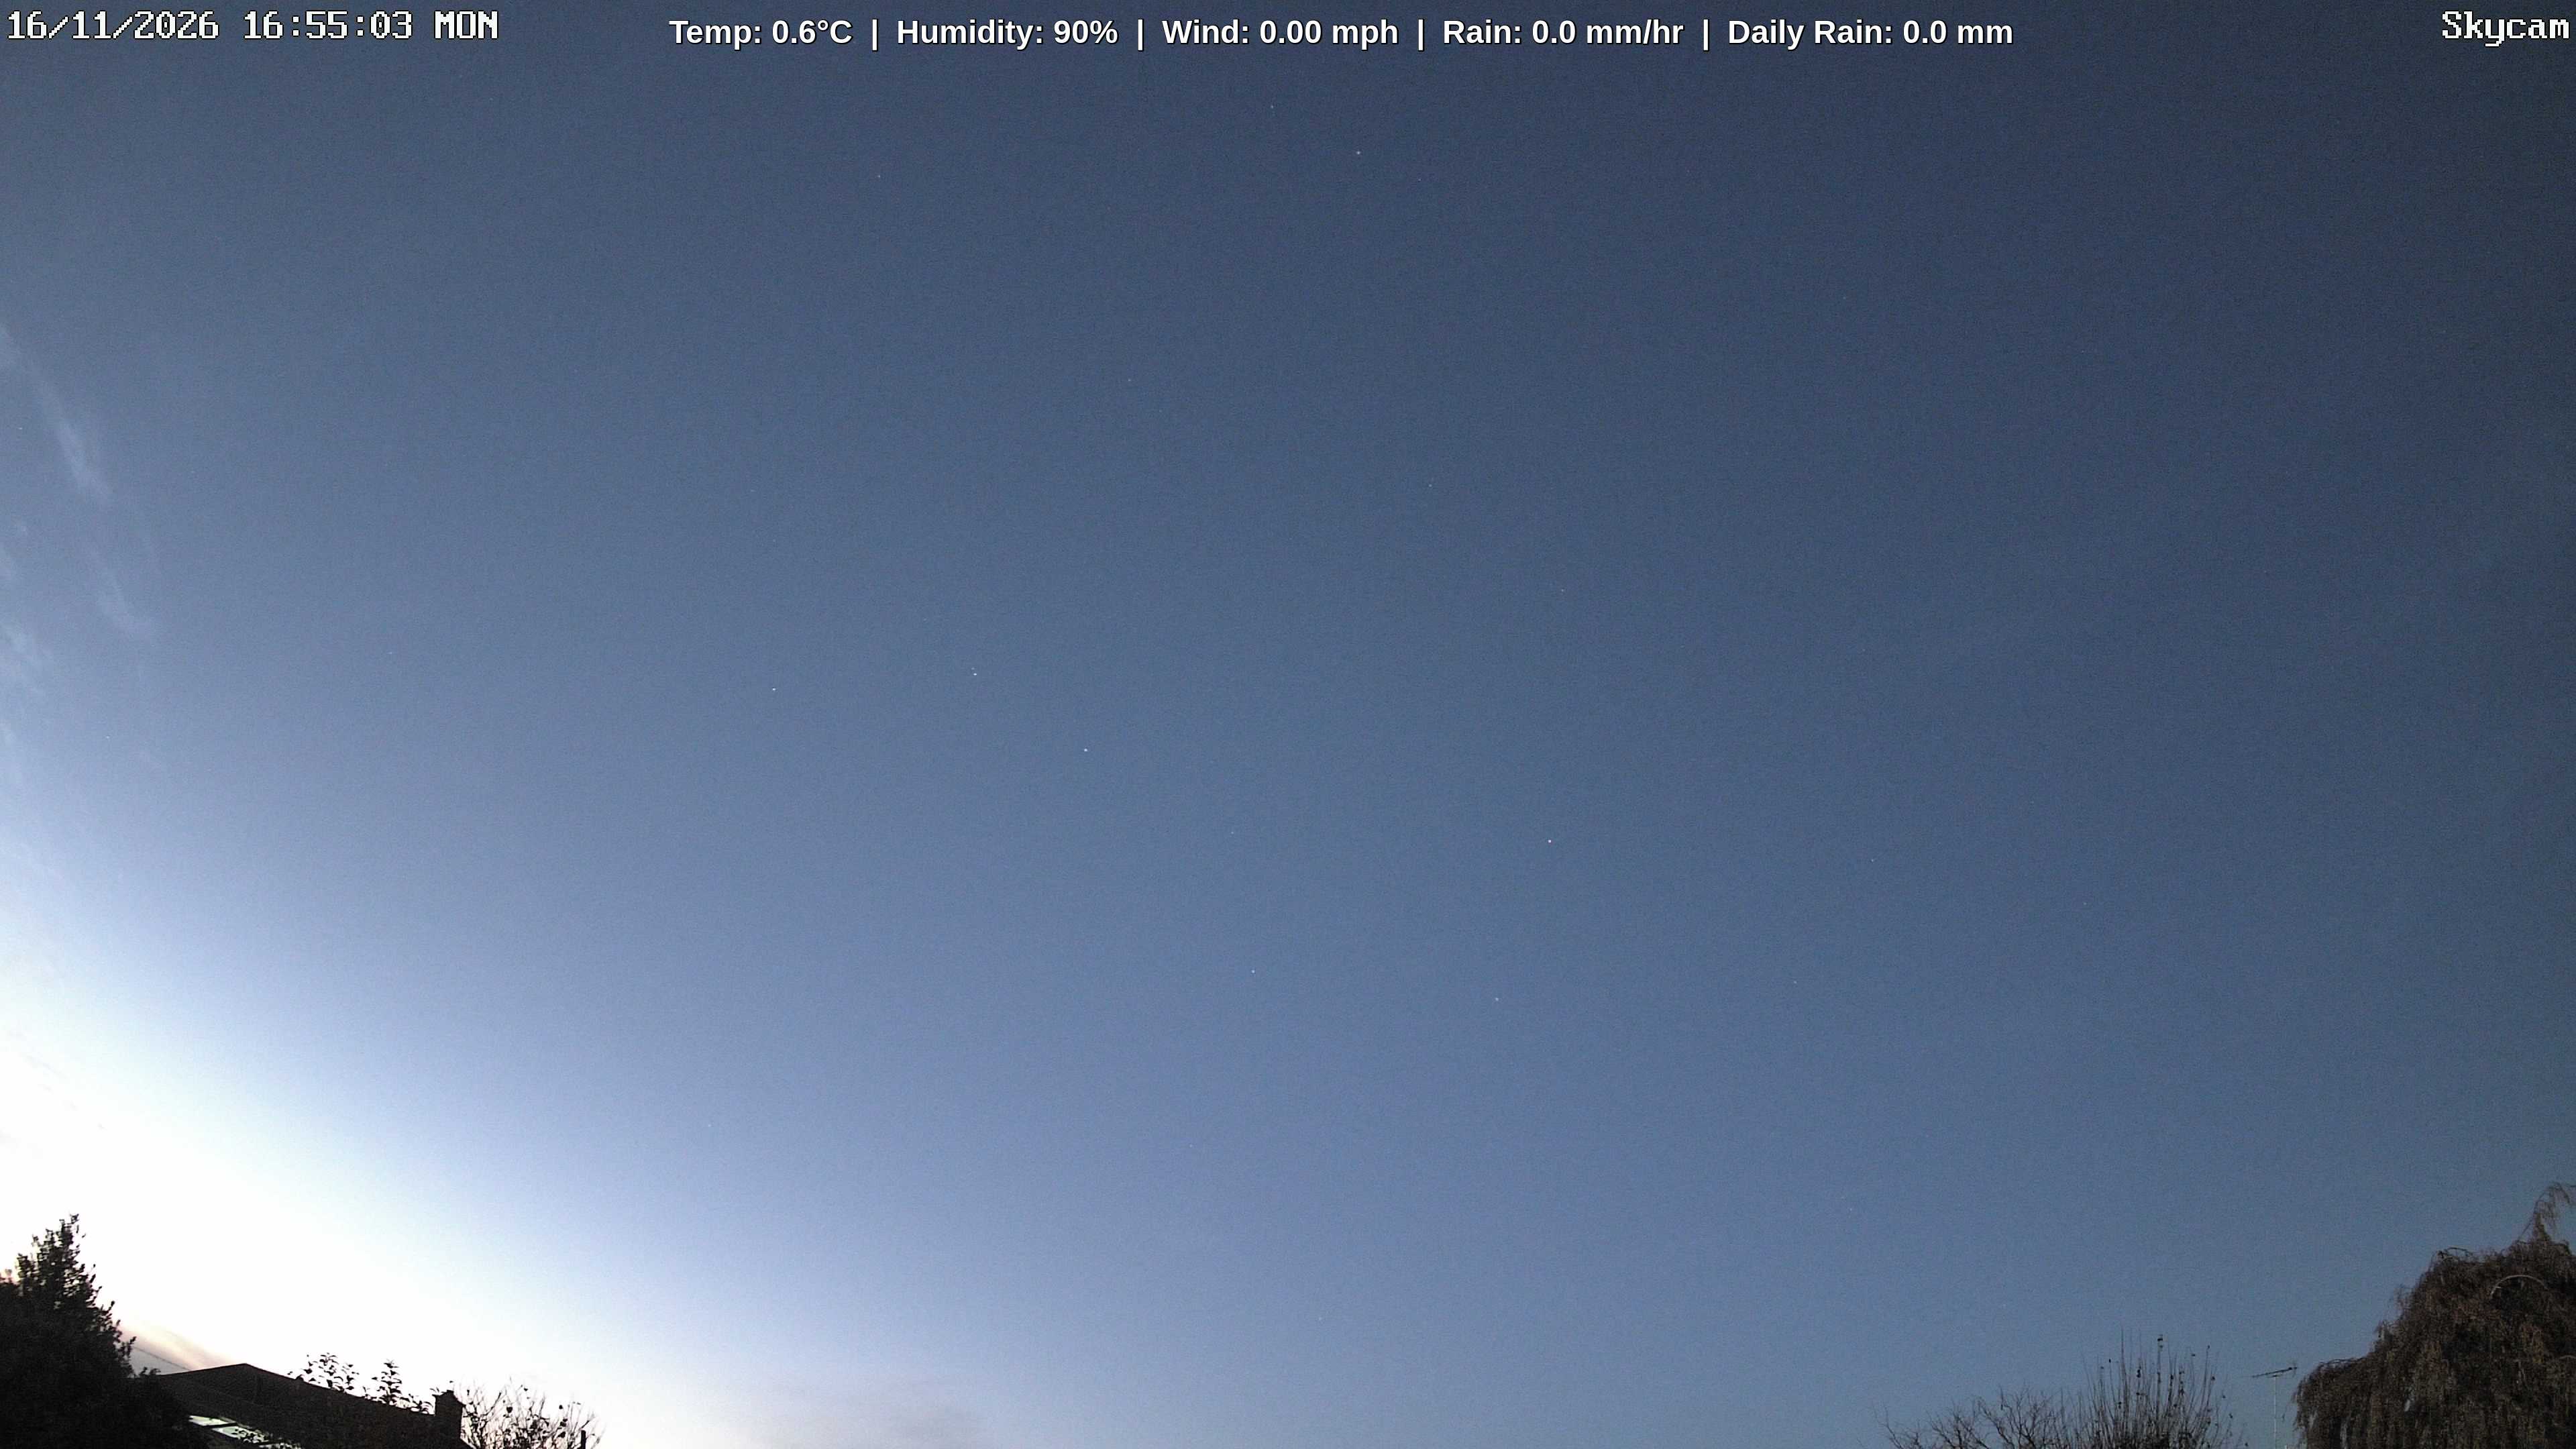 16/11/2026 16:55:03 MON
Temp: 0.6°C | Humidity: 90% | Wind: 0.00 mph | Rain: 0.0 mm/hr | Daily Rain: 0.0 mm
Skycam